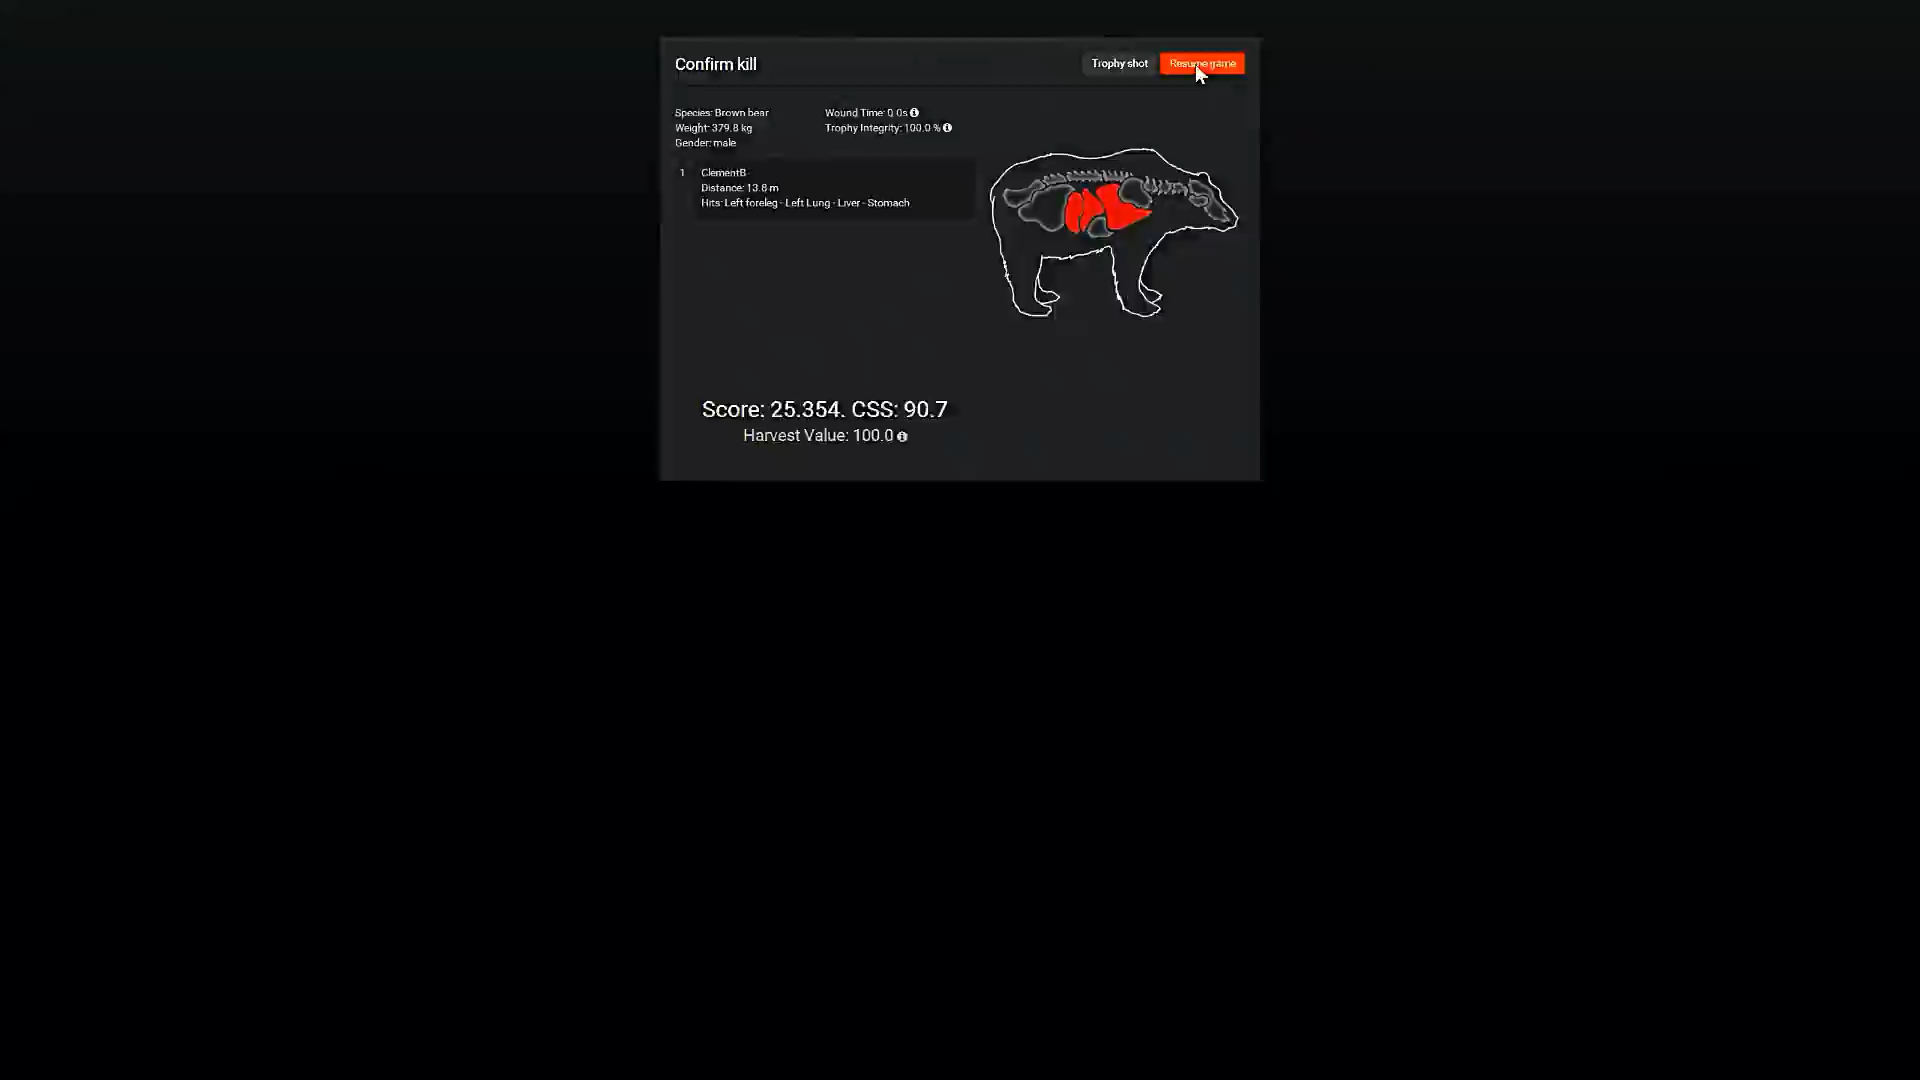 Confirm kill
Trophy shot
Resume game
Species: Brown bear
Weight: 379.8 kg
Gender: male
Wound Time: 0.0s
Trophy Integrity: 100.0 %
1
ClementB
Distance: 13.8 m
Hits: Left foreleg - Left Lung - Liver - Stomach
Score: 25.354. CSS: 90.7
Harvest Value: 100.0